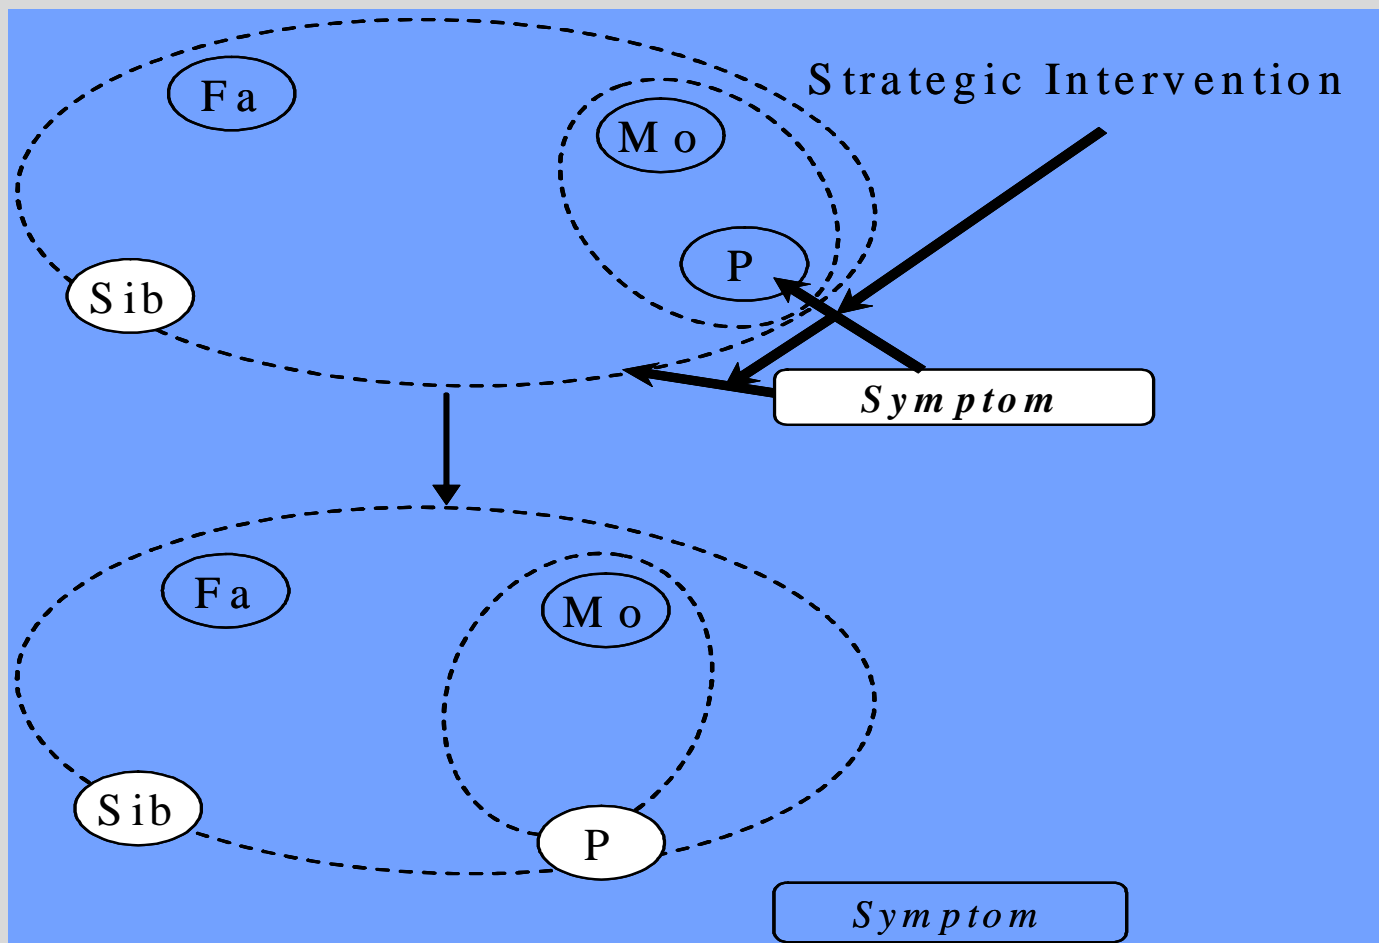 Strategic Intervention
Fa
Mo
P
Sib
Symptom
Fa
Mo
Sib
P
Symptom